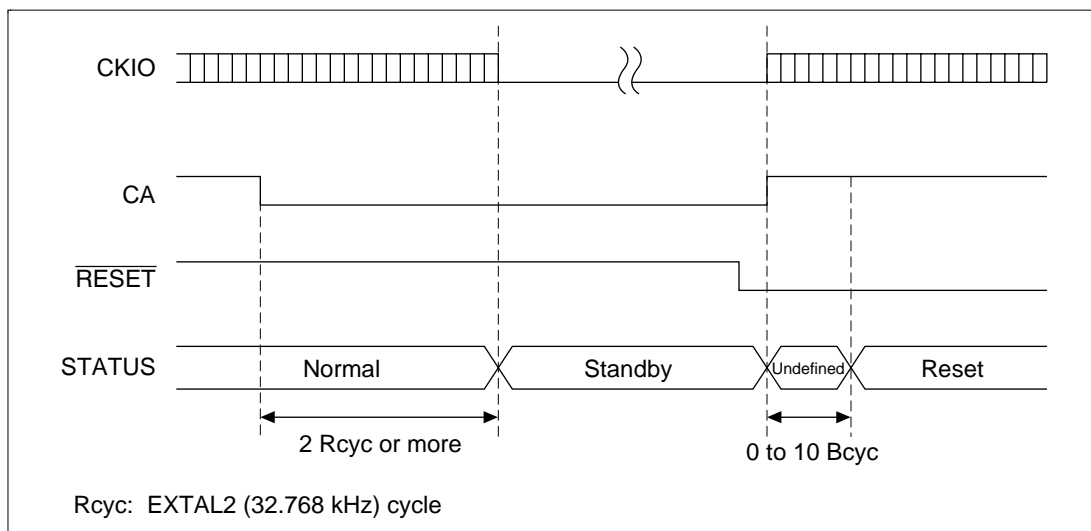 CKIO
CA
RESET
STATUS
Normal
Standby
Undefined
Reset
2 Rcyc or more
0 to 10 Bcyc
Rcyc: EXTAL2 (32.768 kHz) cycle